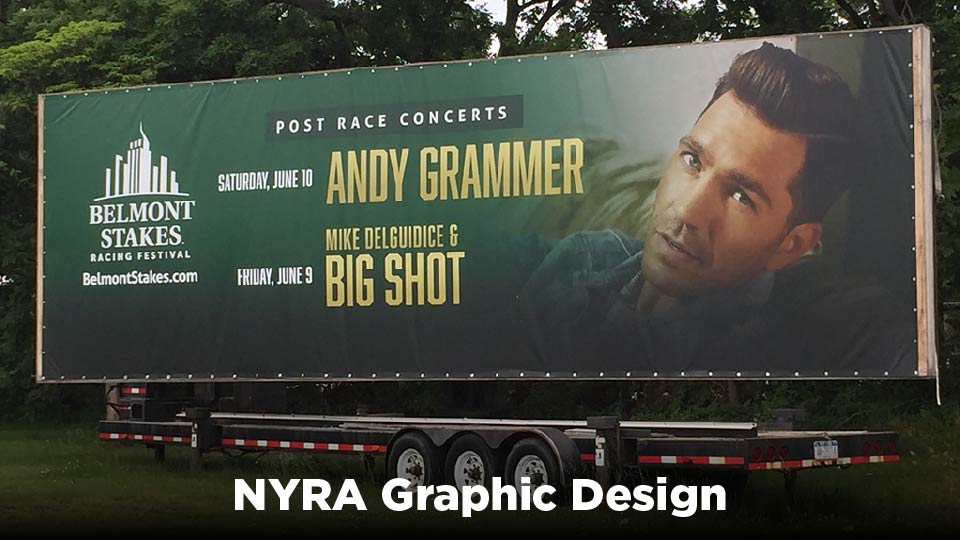 POST RACE CONCERTS
SATURDAY, JUNE 10 ANDY GRAMMER
MIKE DELGUIDICE &
FRIDAY, JUNE 9 BIG SHOT
BELMONT
STAKES
RACING FESTIVAL
BelmontStakes.com
NYRA Graphic Design